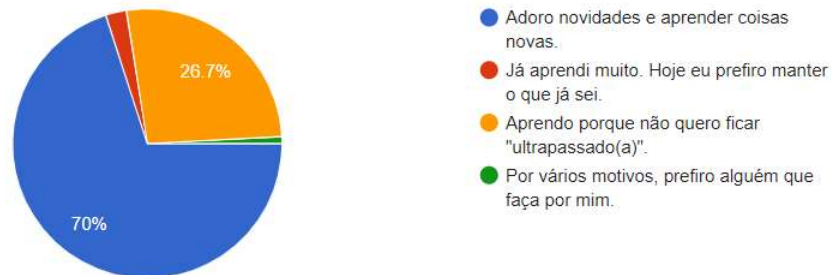 26.7%
70%
Adoro novidades e aprender coisas
novas.
Já aprendi muito. Hoje eu prefiro manter
o que já sei.
Aprendo porque não quero ficar
"ultrapassado(a)".
Por vários motivos, prefiro alguém que
faça por mim.